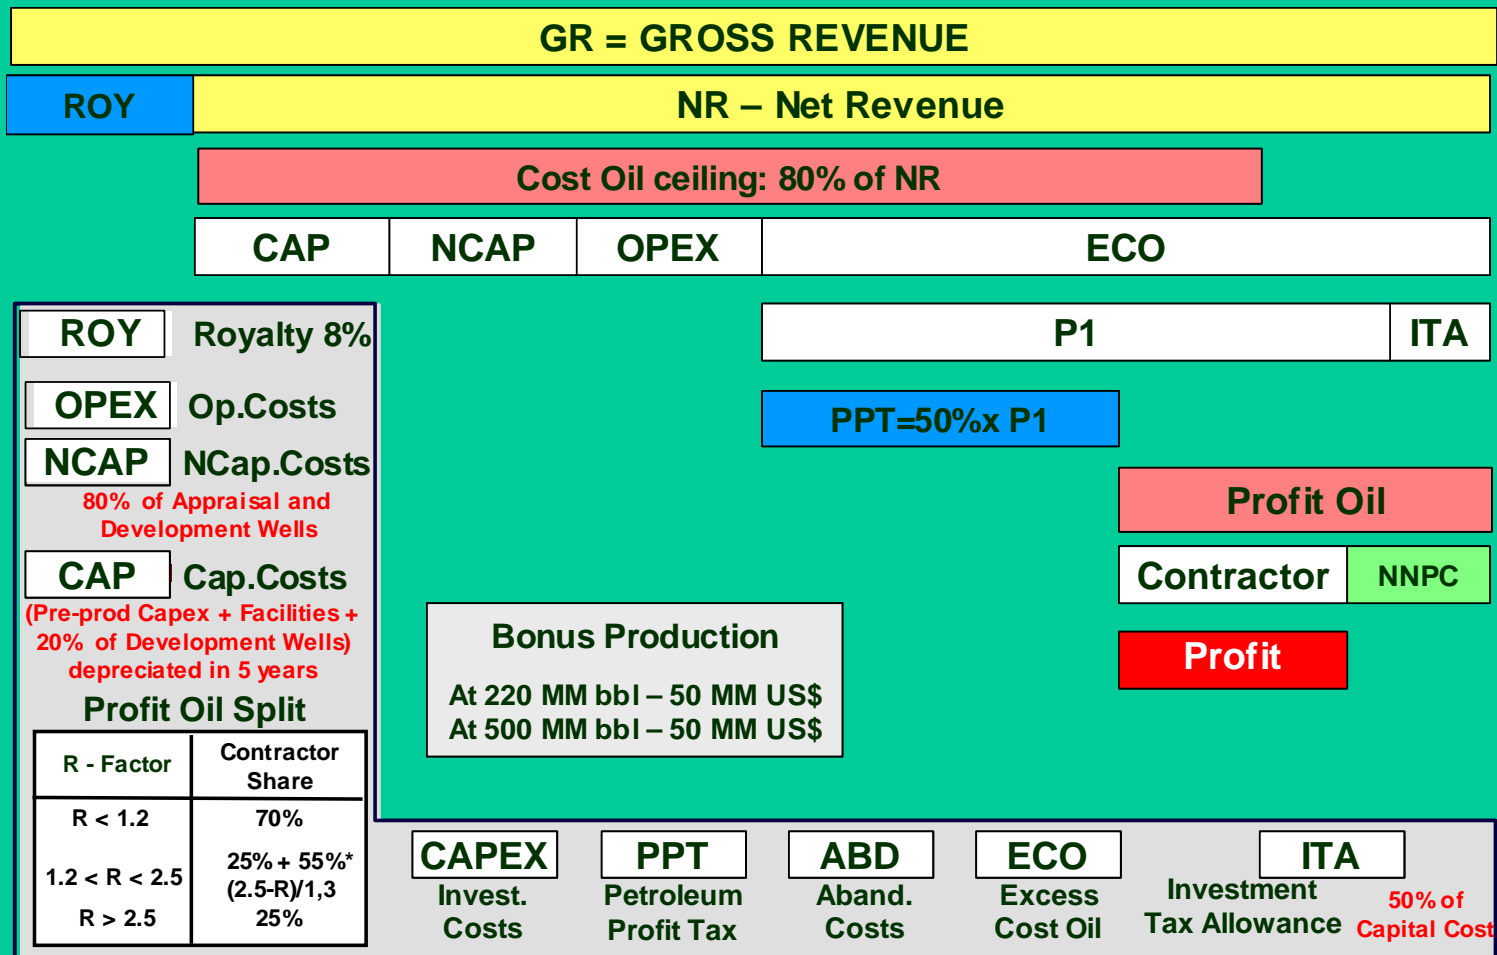 GR = GROSS REVENUE
ROY
NR – Net Revenue
Cost Oil ceiling: 80% of NR
CAP
NCAP
OPEX
ECO
ROY
Royalty 8%
P1
ITA
OPEX
Op.Costs
PPT=50%x P1
NCAP
NCap.Costs
80% of Appraisal and
Development Wells
Profit Oil
CAP
Cap.Costs
Contractor
NNPC
(Pre-prod Capex + Facilities +
20% of Development Wells)
depreciated in 5 years
Bonus Production
At 220 MM bbl – 50 MM US$
At 500 MM bbl – 50 MM US$
Profit
Profit Oil Split
R - Factor
Contractor
Share
R < 1.2
70%
1.2 < R < 2.5
25% + 55%*
(2.5-R)/1,3
R > 2.5
25%
CAPEX
Invest.
Costs
PPT
Petroleum
Profit Tax
ABD
Aband.
Costs
ECO
Excess
Cost Oil
ITA
Investment
Tax Allowance
50% of
Capital Cost